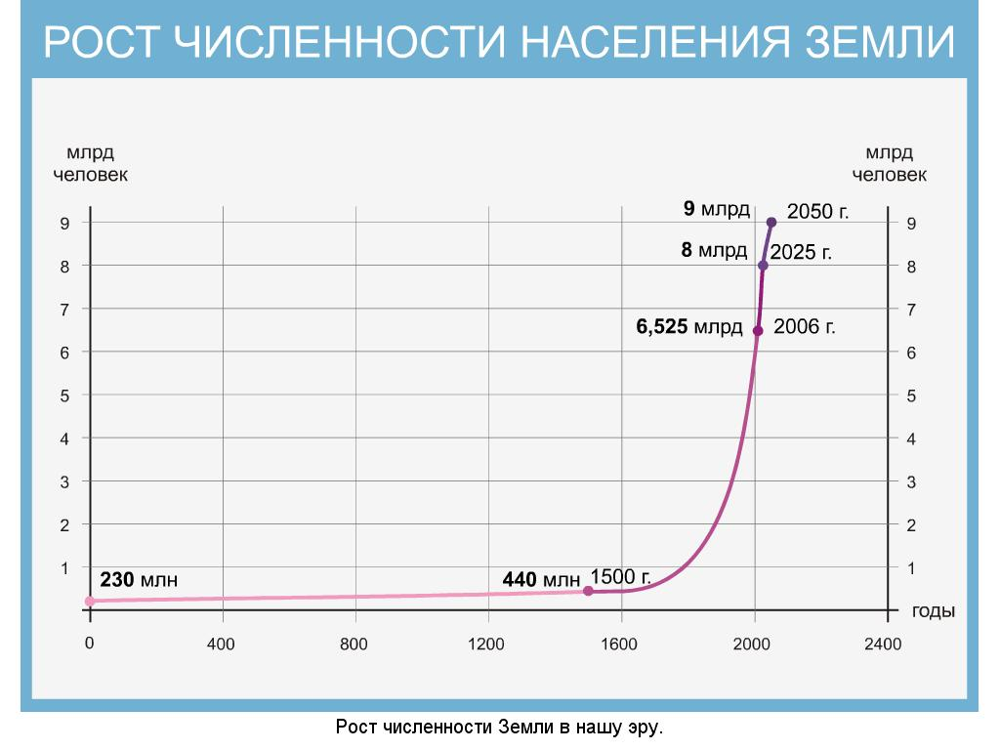 РОСТ ЧИСЛЕННОСТИ НАСЕЛЕНИЯ ЗЕМЛИ
млрд
человек
млрд
человек
9 млрд 2050 г.
9 9
8 млрд 2025 г.
8 8
7 7
6,525 млрд 2006 г.
6 6
5 5
4 4
3 3
2 2
1 1
230 млн 440 млн 1500 г.
годы
0 400 800 1200 1600 2000 2400
Рост численности Земли в нашу эру.